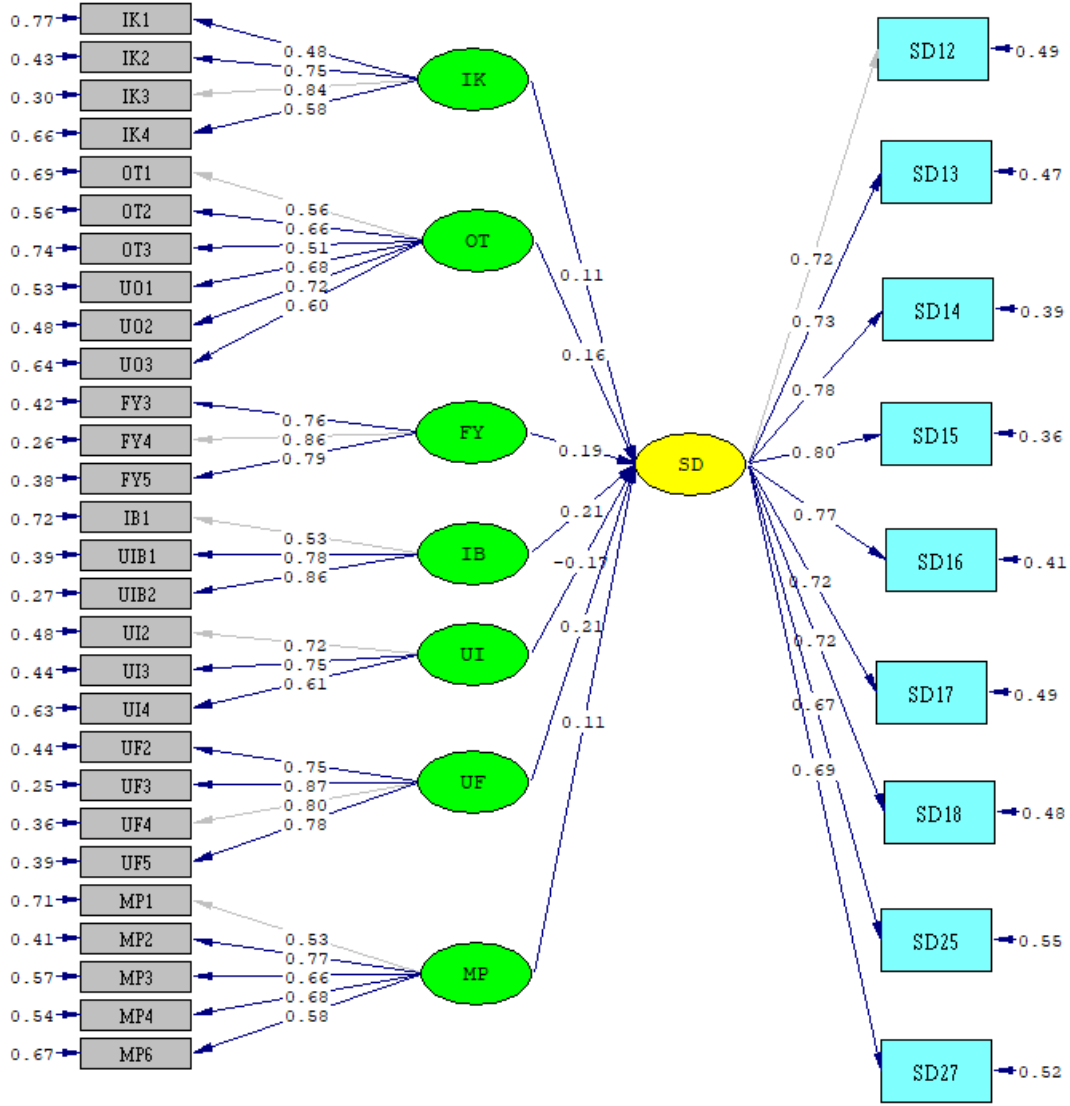 0.77 IK1
0.43 IK2
0.30 IK3
0.66 IK4
0.69 OT1
0.56 OT2
0.74 OT3
0.53 UO1
0.48 UO2
0.64 UO3
0.42 FY3
0.26 FY4
0.38 FY5
0.72 IB1
0.39 UIB1
0.27 UIB2
0.48 UI2
0.44 UI3
0.63 UI4
0.44 UF2
0.25 UF3
0.36 UF4
0.39 UF5
0.71 MP1
0.41 MP2
0.57 MP3
0.54 MP4
0.67 MP6
0.48
0.75
0.84
0.58
0.56
0.66
0.51
0.68
0.72
0.60
0.76
0.86
0.79
0.53
0.78
0.86
0.72
0.75
0.61
0.75
0.87
0.80
0.78
0.53
0.77
0.66
0.68
0.58
IK
OT
FY
IB
UI
UF
MP
0.11
0.16
0.19
0.21
-0.17
0.21
0.11
SD
0.72
0.73
0.78
0.80
0.77
0.72
0.72
0.67
0.69
SD12 0.49
SD13 0.47
SD14 0.39
SD15 0.36
SD16 0.41
SD17 0.49
SD18 0.48
SD25 0.55
SD27 0.52